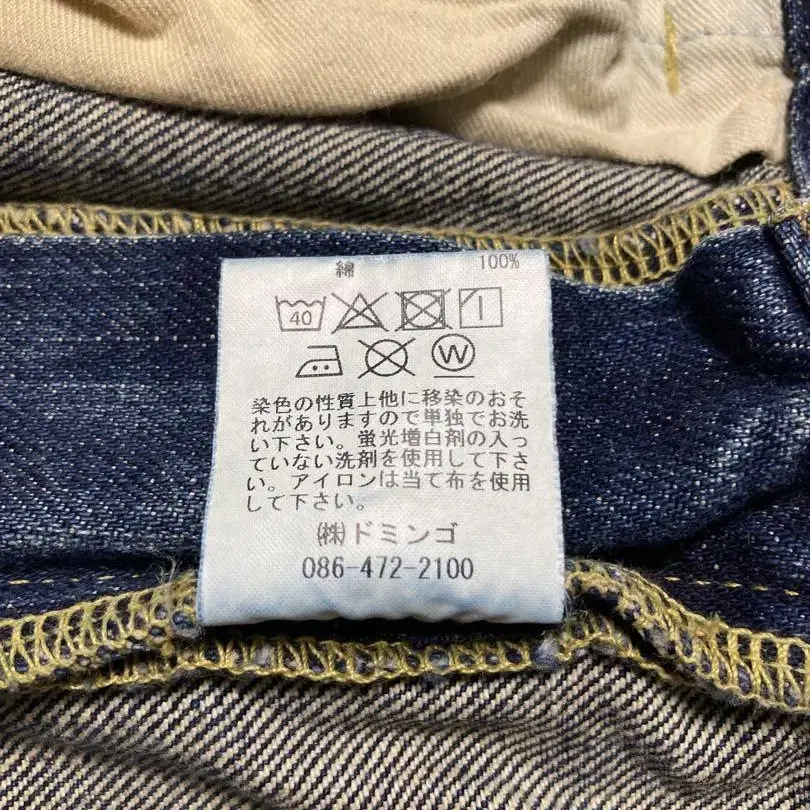 綿 100%
40
W
染色の性質上他に移染のおそ
れがありますので単独でお洗
い下さい。蛍光増白剤の入っ
ていない洗剤を使用して下さ
い。アイロンは当て布を使用
して下さい。
㈱ドミンゴ
086-472-2100